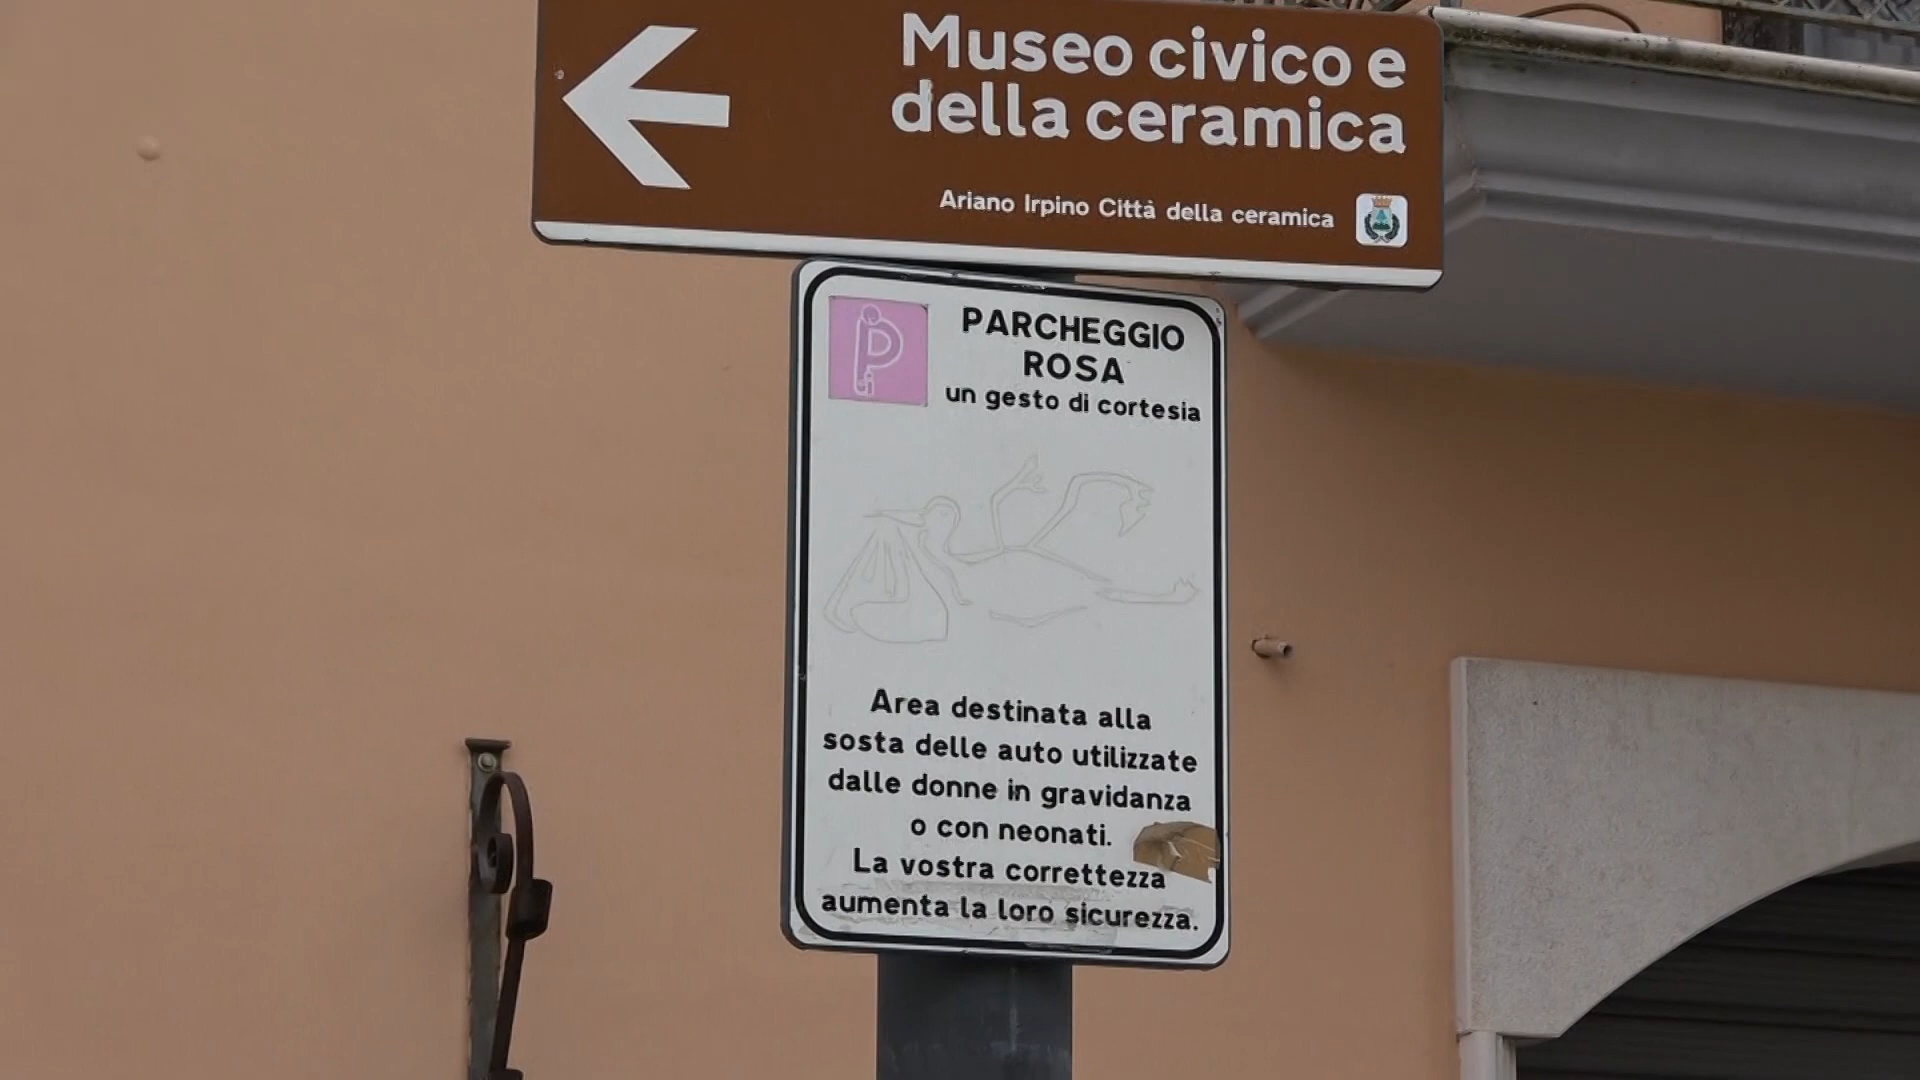 Museo civico e
della ceramica
Ariano Irpino Città della ceramica
P
PARCHEGGIO
ROSA
un gesto di cortesia
Area destinata alla
sosta delle auto utilizzate
dalle donne in gravidanza
o con neonati.
La vostra correttezza
aumenta la loro sicurezza.